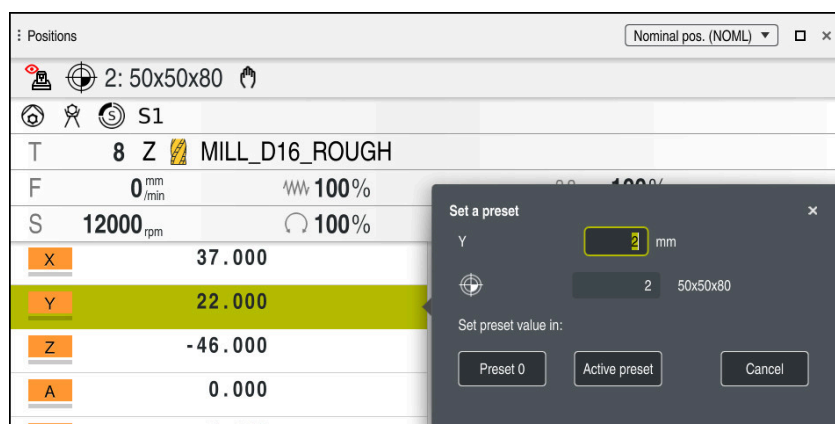 Positions
Nominal pos. (NOML)
2: 50x50x80
S S1
T 8 Z MILL_D16_ROUGH
F 0 mm/min 100% 100%
S 12000 rpm 100%
X 37.000
Y 22.000
Z -46.000
A 0.000
Set a preset
Y 2 mm
2 50x50x80
Set preset value in:
Preset 0 Active preset Cancel